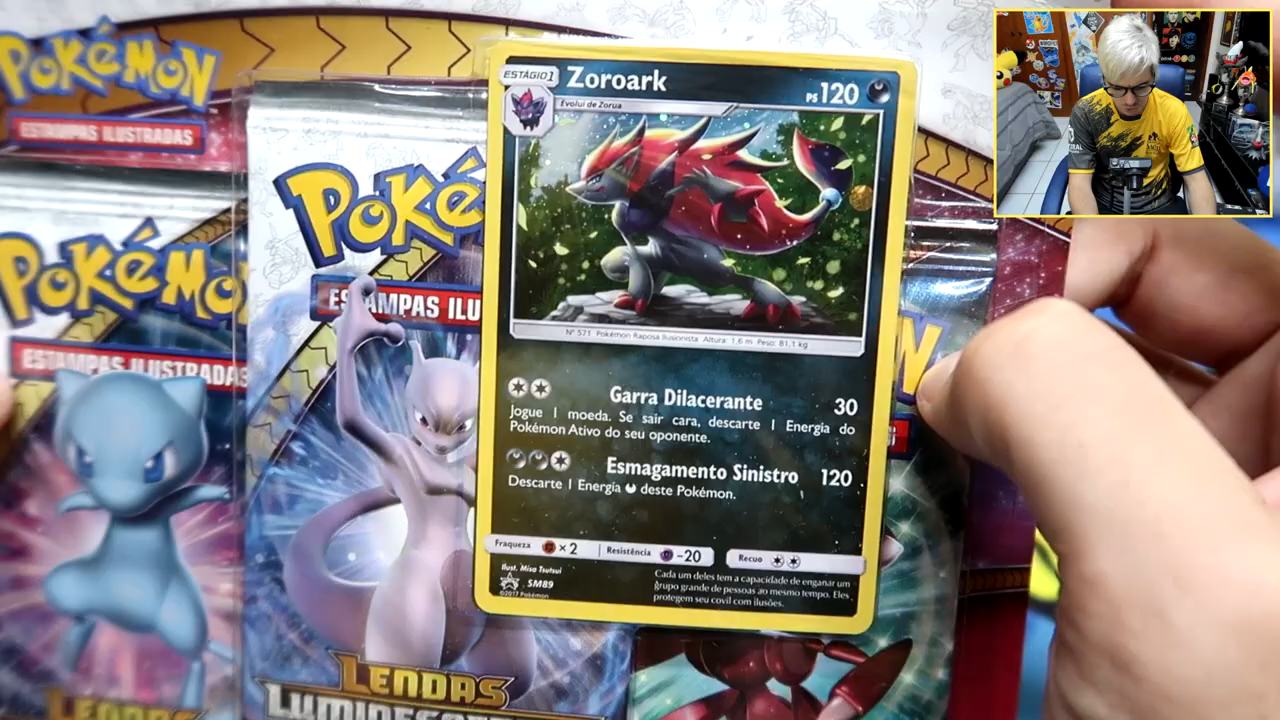 Pokémon
ESTAMPAS ILUSTRADAS
Pokémo
ESTAMPAS ILUSTRADAS
LENDAS
Poké
ESTAMPAS ILU
LENDAS
ESTÁGIO 1
Zoroark
PS 120
Evolui de Zorua
Nº 571 Pokémon Raposa Ilusionista Altura: 1,6 m Peso: 81,1 kg
Garra Dilacerante 30
Jogue 1 moeda. Se sair cara, descarte 1 Energia do
Pokémon Ativo do seu oponente.
Esmagamento Sinistro 120
Descarte 1 Energia deste Pokémon.
Fraqueza ×2 Resistência -20 Recuo
Ilust. Misa Tsutsui
SM89
©2017 Pokémon
Cada um deles tem a capacidade de enganar um
grupo grande de pessoas ao mesmo tempo. Eles
protegem seu covil com ilusões.